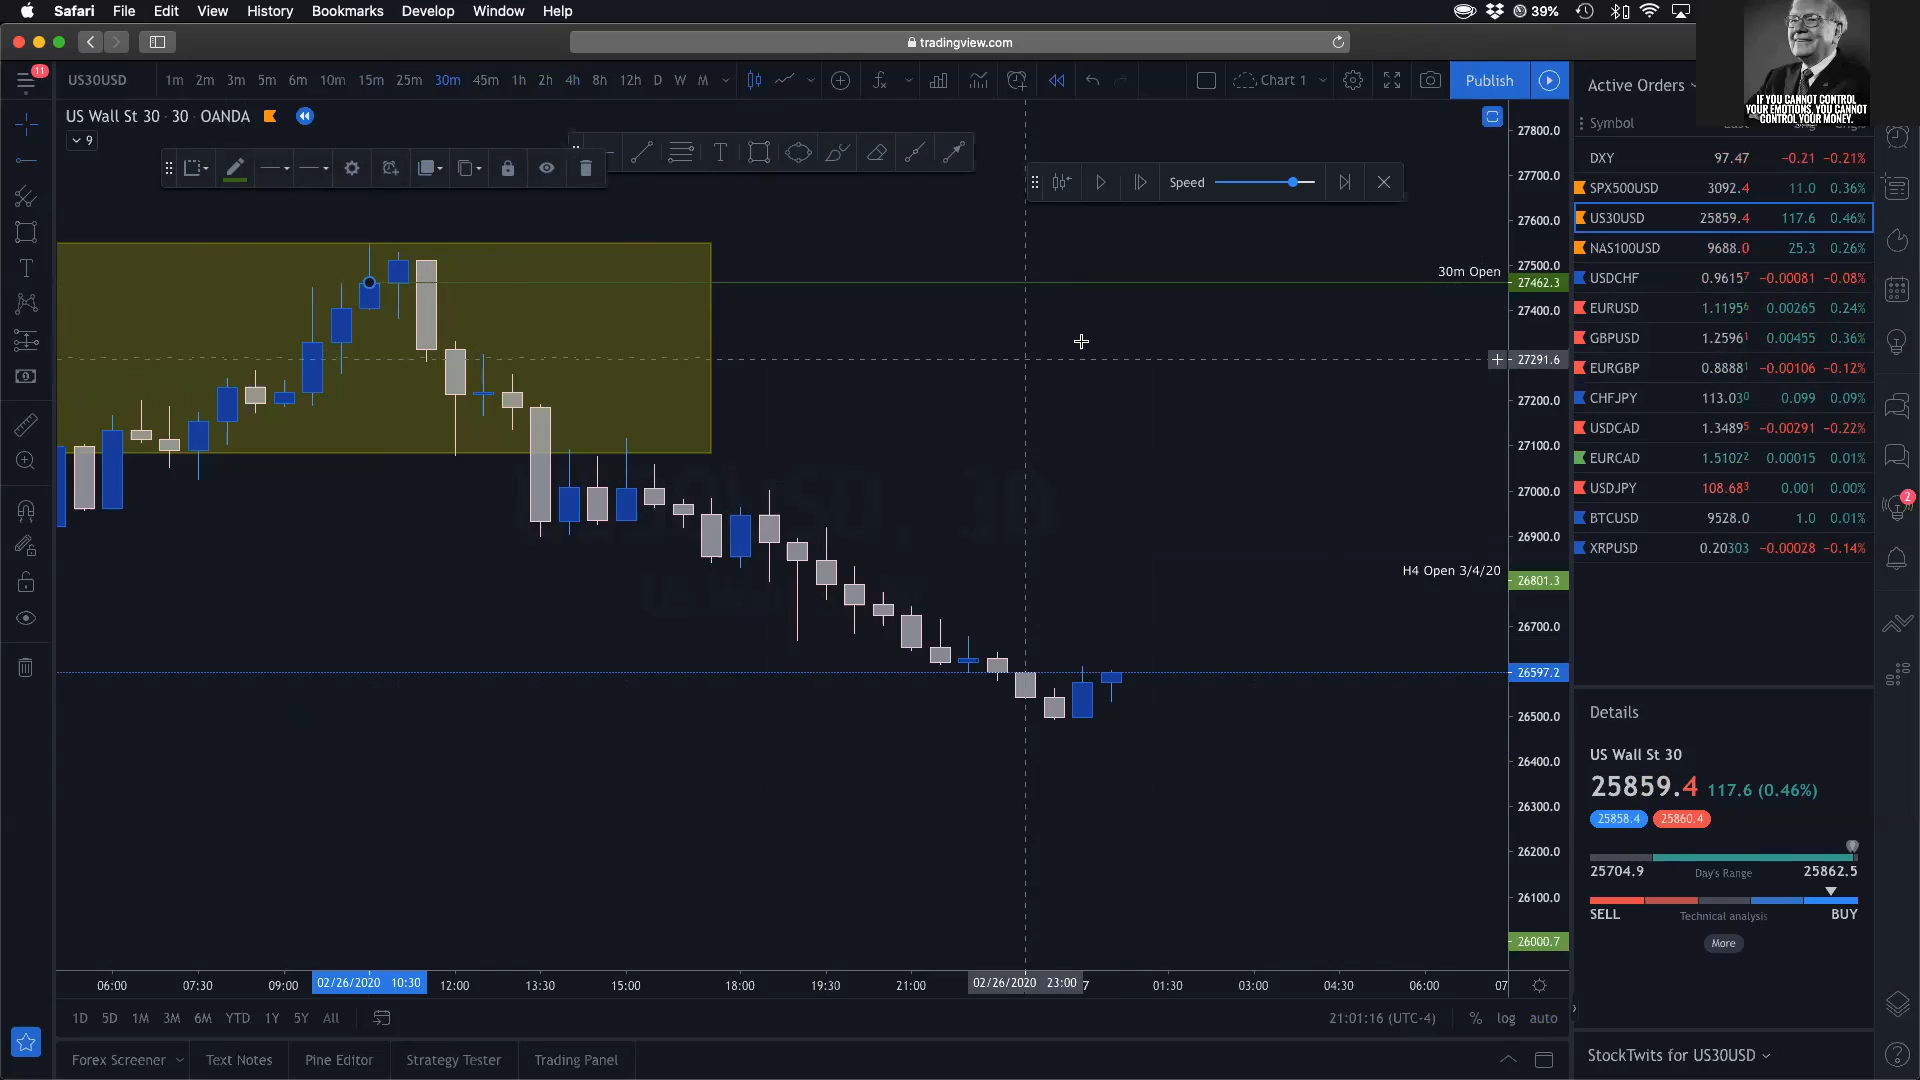 Safari File Edit View History Bookmarks Develop Window Help
39%
tradingview.com
11
US30USD 1m 2m 3m 5m 6m 10m 15m 25m 30m 45m 1h 2h 4h 8h 12h D W M
Chart 1
Publish
US Wall St 30 · 30 · OANDA
9
Speed
30m Open
H4 Open 3/4/20
27800.0
27700.0
27600.0
27500.0
27462.3
27400.0
27291.6
27200.0
27100.0
27000.0
26900.0
26801.3
26700.0
26597.2
26500.0
26400.0
26300.0
26200.0
26100.0
26000.7
06:00 07:30 09:00 02/26/2020 10:30 12:00 13:30 15:00 18:00 19:30 21:00 02/26/2020 23:00 7 01:30 03:00 04:30 06:00 07
1D 5D 1M 3M 6M YTD 1Y 5Y All
21:01:16 (UTC-4) % log auto
Forex Screener Text Notes Pine Editor Strategy Tester Trading Panel
Active Orders
IF YOU CANNOT CONTROL
YOUR EMOTIONS, YOU CANNOT
CONTROL YOUR MONEY.
Symbol
DXY 97.47 −0.21 −0.21%
SPX500USD 3092.4 11.0 0.36%
US30USD 25859.4 117.6 0.46%
NAS100USD 9688.0 25.3 0.26%
USDCHF 0.96157 −0.00081 −0.08%
EURUSD 1.11956 0.00265 0.24%
GBPUSD 1.25961 0.00455 0.36%
EURGBP 0.88881 −0.00106 −0.12%
CHFJPY 113.030 0.099 0.09%
USDCAD 1.34895 −0.00291 −0.22%
EURCAD 1.51022 0.00015 0.01%
USDJPY 108.683 0.001 0.00%
BTCUSD 9528.0 1.0 0.01%
XRPUSD 0.20303 −0.00028 −0.14%
2
Details
US Wall St 30
25859.4 117.6 (0.46%)
25858.4 25860.4
25704.9 Day's Range 25862.5
SELL Technical analysis BUY
More
StockTwits for US30USD